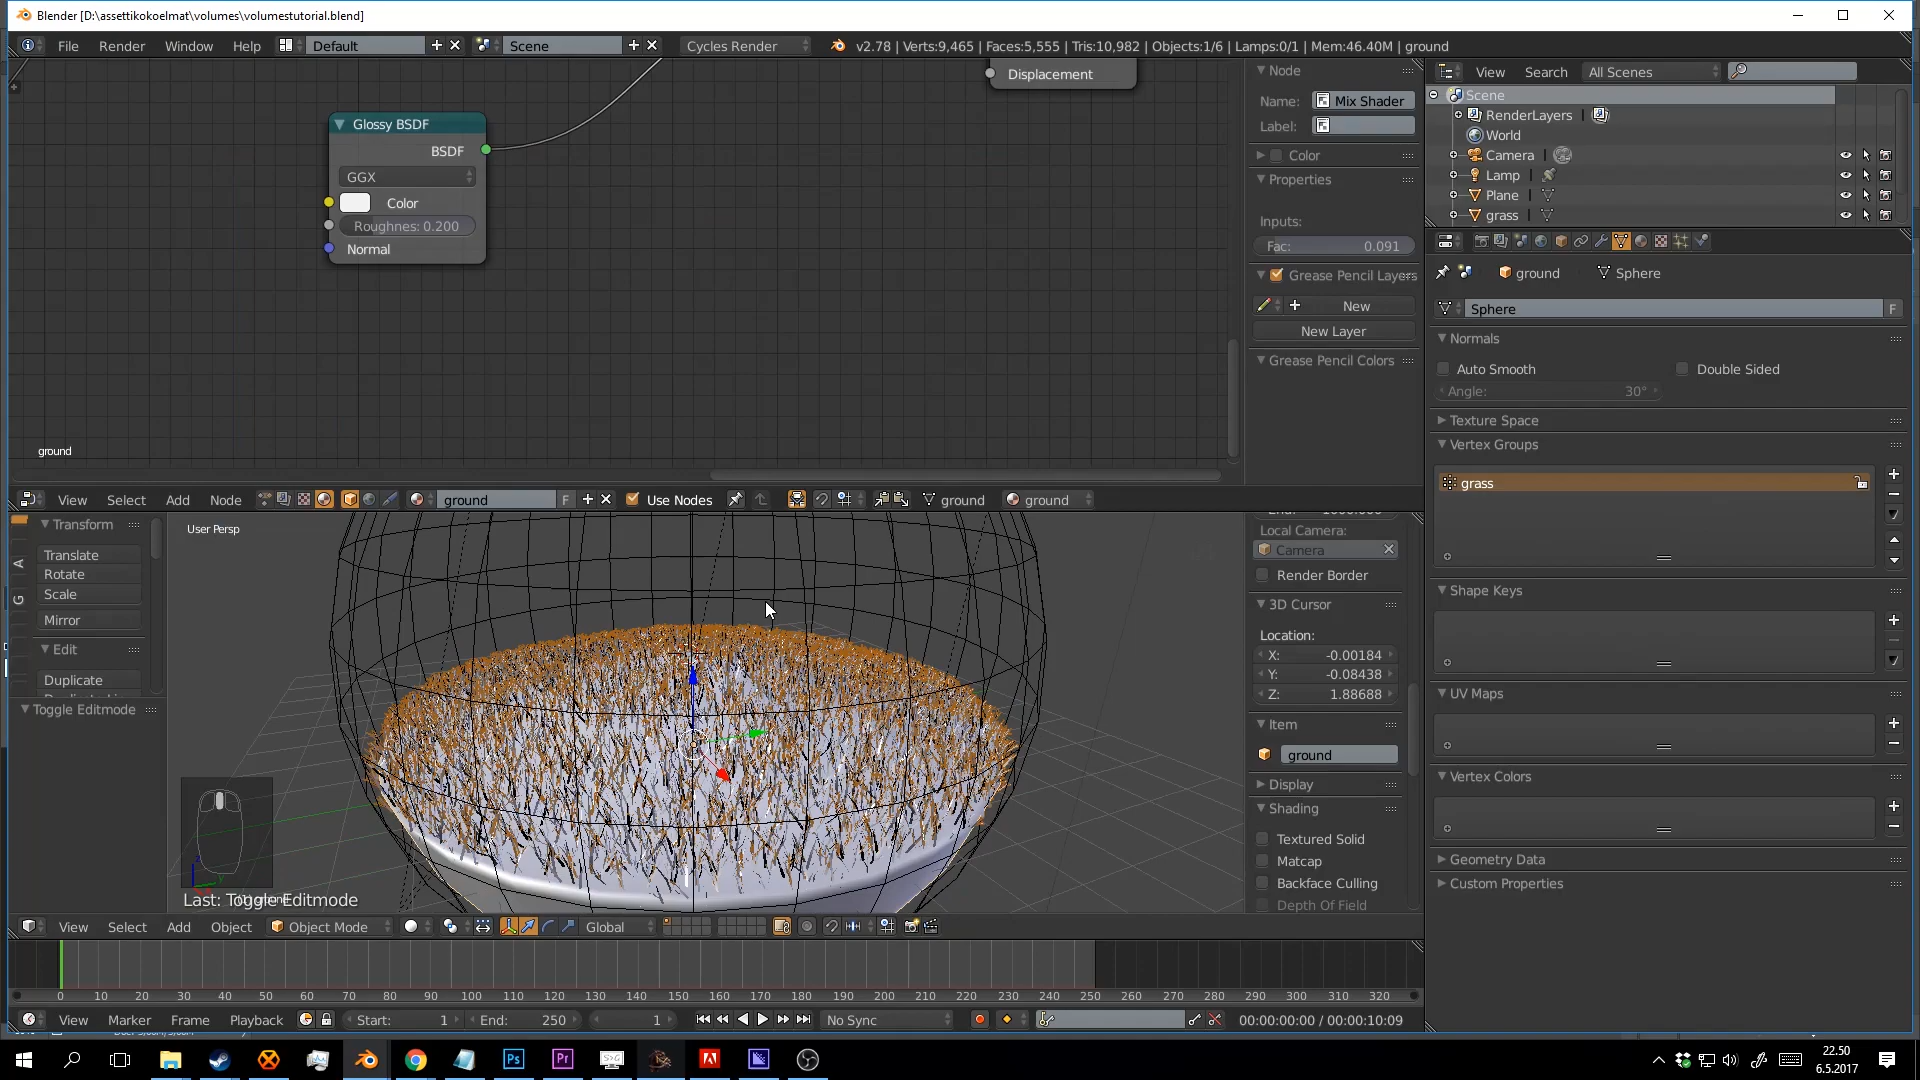 Blender [D:\assettikokoelmat\volumes\volumestutorial.blend]
File Render Window Help Default Scene Cycles Render v2.78 | Verts:9,465 | Faces:5,555 | Tris:10,982 | Objects:1/6 | Lamps:0/1 | Mem:46.40M | ground
Displacement
Glossy BSDF
BSDF
GGX
Color
Roughnes: 0.200
Normal
ground
Node
Name: Mix Shader
Label:
Color
Properties
Inputs:
Fac: 0.091
Grease Pencil Layers
New
New Layer
Grease Pencil Colors
View Search All Scenes
Scene
RenderLayers
World
Camera
Lamp
Plane
grass
ground Sphere
Sphere F
Normals
Auto Smooth Double Sided
Angle: 30°
Texture Space
Vertex Groups
grass
Shape Keys
UV Maps
Vertex Colors
Geometry Data
Custom Properties
View Select Add Node ground F Use Nodes ground ground
Transform
Translate
Rotate
Scale
Mirror
Edit
Duplicate
Toggle Editmode
A
G
User Persp
Last: Toggle Editmode
Local Camera:
Camera
Render Border
3D Cursor
Location:
X: -0.00184
Y: -0.08438
Z: 1.88688
Item
ground
Display
Shading
Textured Solid
Matcap
Backface Culling
Depth Of Field
View Select Add Object Object Mode Global
0 10 20 30 40 50 60 70 80 90 100 110 120 130 140 150 160 170 180 190 200 210 220 230 240 250 260 270 280 290 300 310 320
View Marker Frame Playback Start: 1 End: 250 1 No Sync 00:00:00:00 / 00:00:10:09
Ps Pr
22.50
6.5.2017